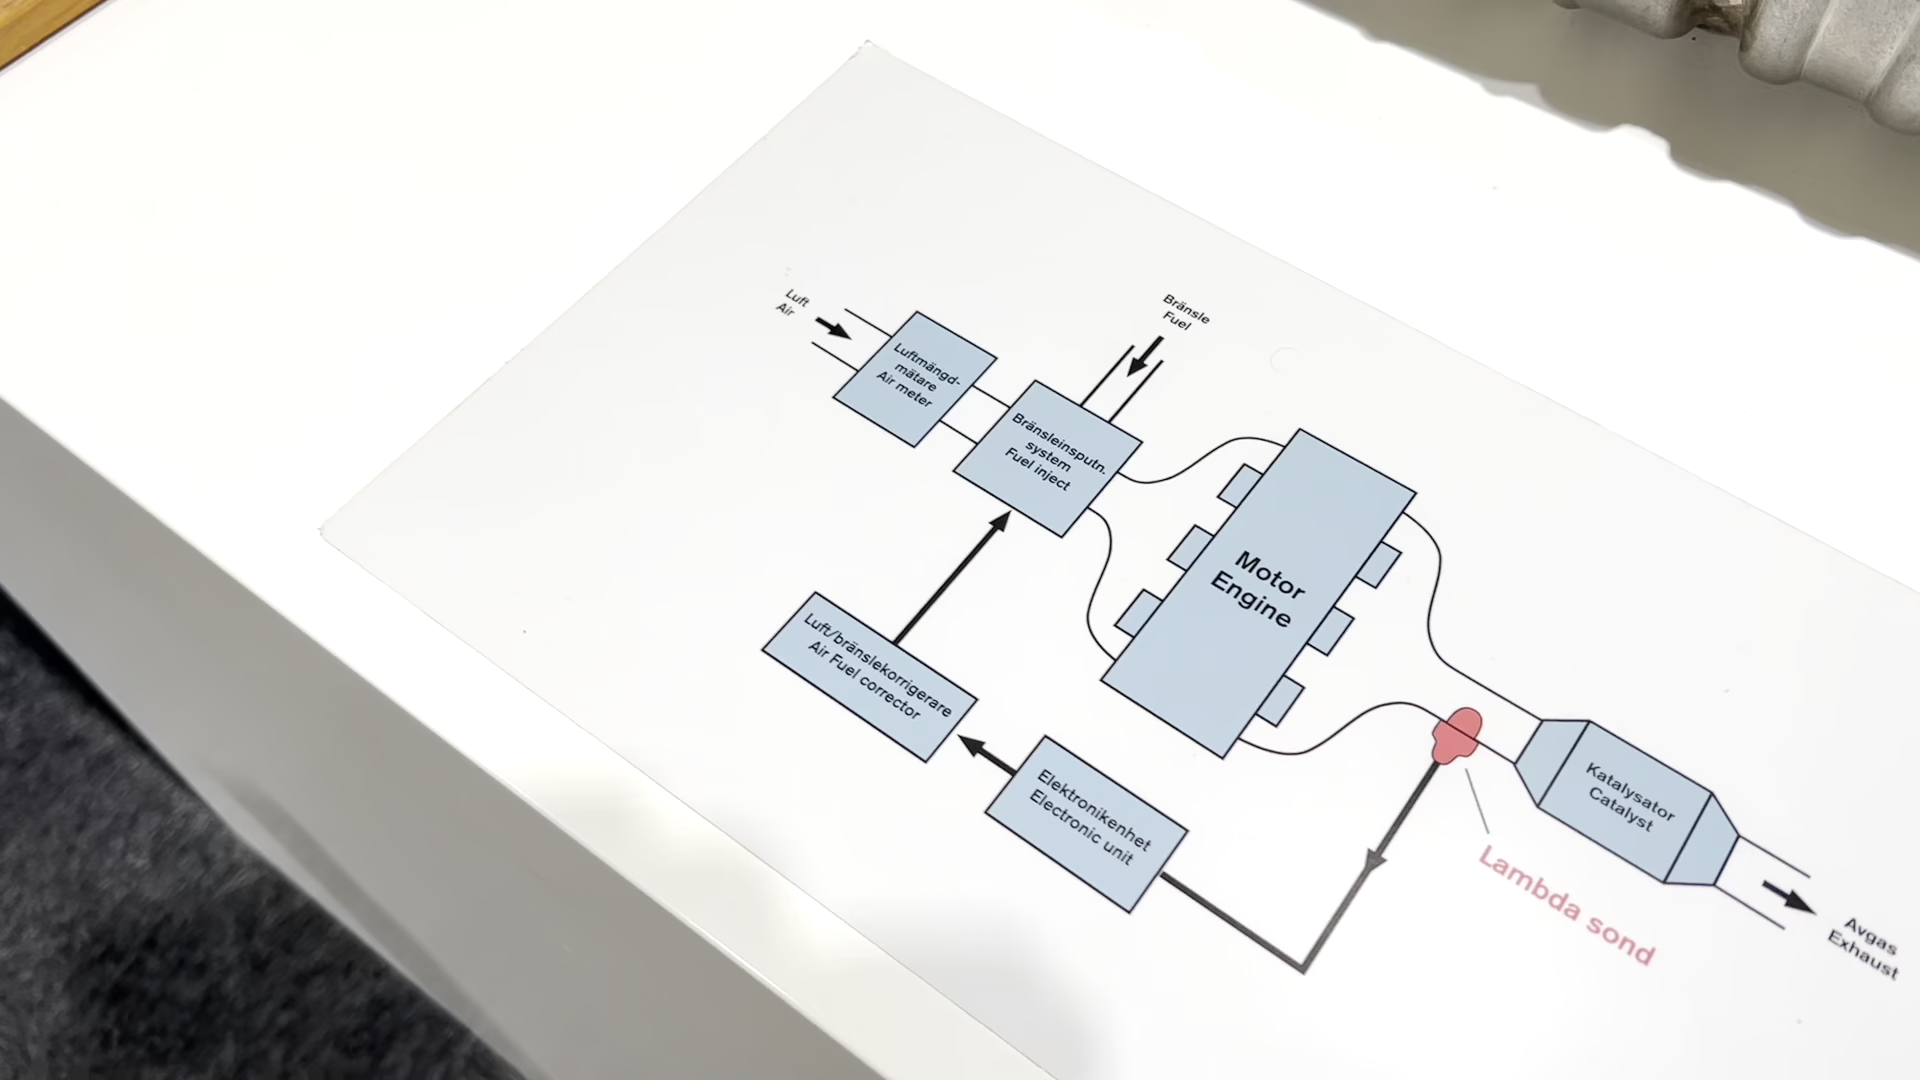 Luft
Air
Luftmängd-
mätare
Air meter
Bränsle
Fuel
Bränsleinsputn.
system
Fuel inject
Motor
Engine
Luft/bränslekorrigerare
Air Fuel corrector
Elektronikenhet
Electronic unit
Lambda sond
Katalysator
Catalyst
Avgas
Exhaust